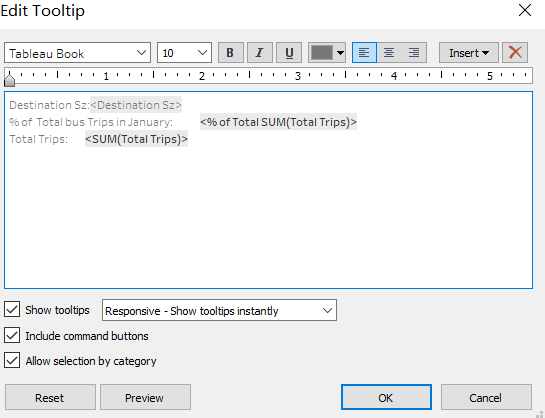 Edit Tooltip
Tableau Book 10 B I U Insert
1 2 3 4 5
Destination Sz:<Destination Sz>
% of Total bus Trips in January: <% of Total SUM(Total Trips)>
Total Trips: <SUM(Total Trips)>
Show tooltips Responsive - Show tooltips instantly
Include command buttons
Allow selection by category
Reset Preview OK Cancel